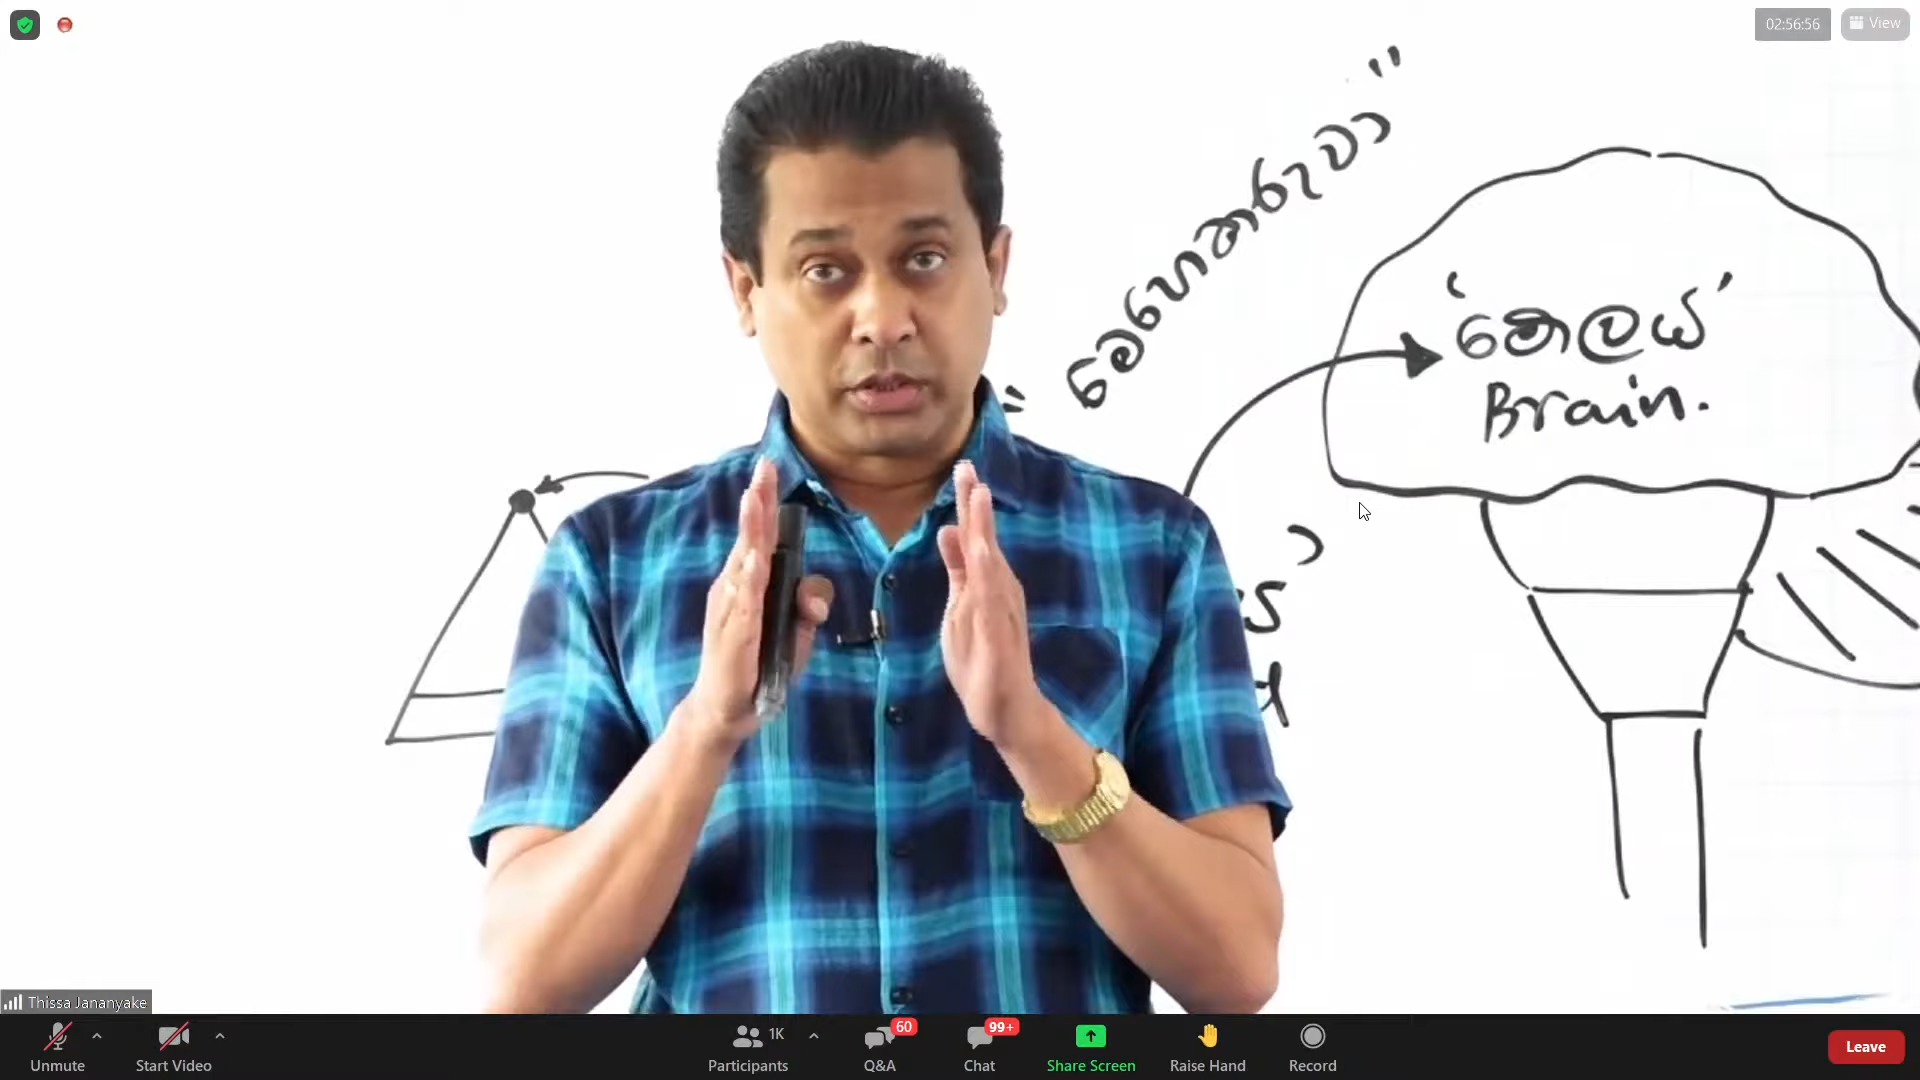 02:56:56
View
" මොහොතේවා "
'මොළය'
Brain.
Thissa Jananyake
Unmute
Start Video
1K
Participants
60
Q&A
99+
Chat
Share Screen
Raise Hand
Record
Leave